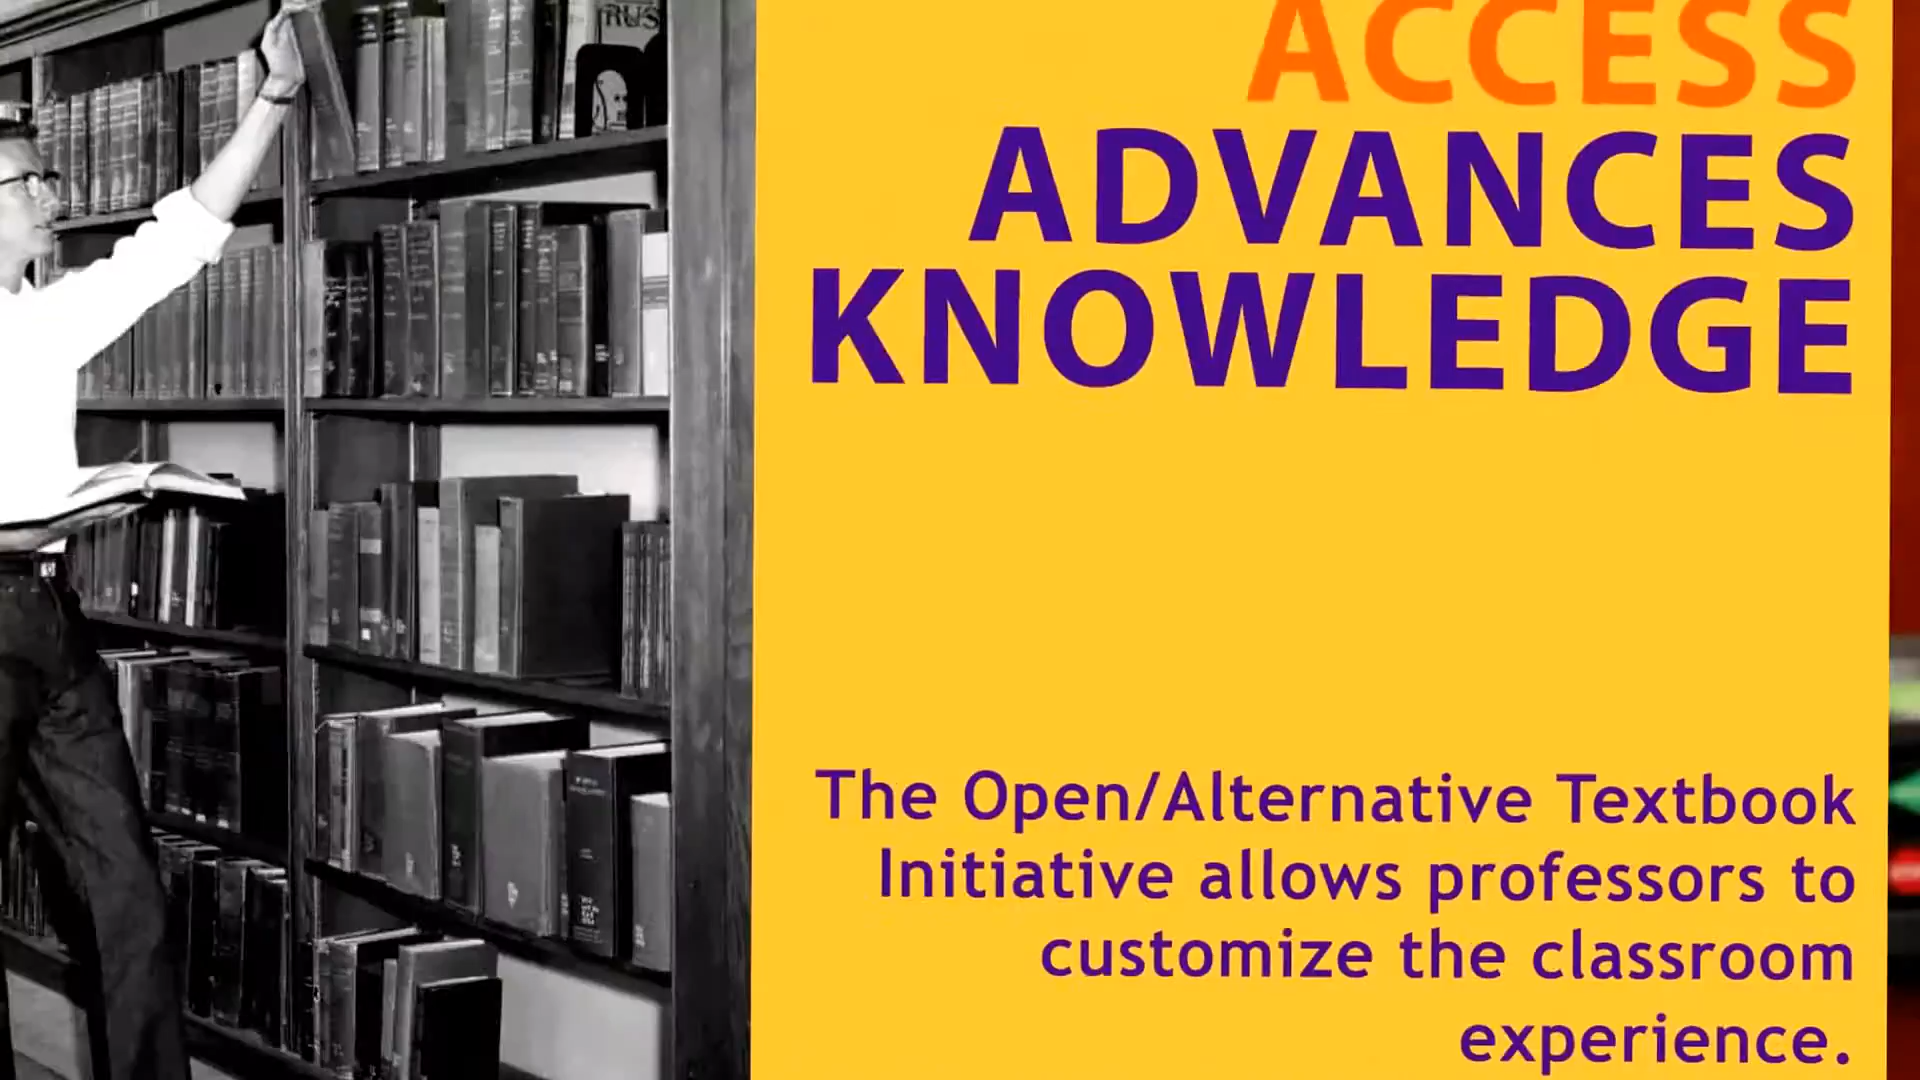 ACCESS
ADVANCES
KNOWLEDGE
The Open/Alternative Textbook
Initiative allows professors to
customize the classroom
experience.